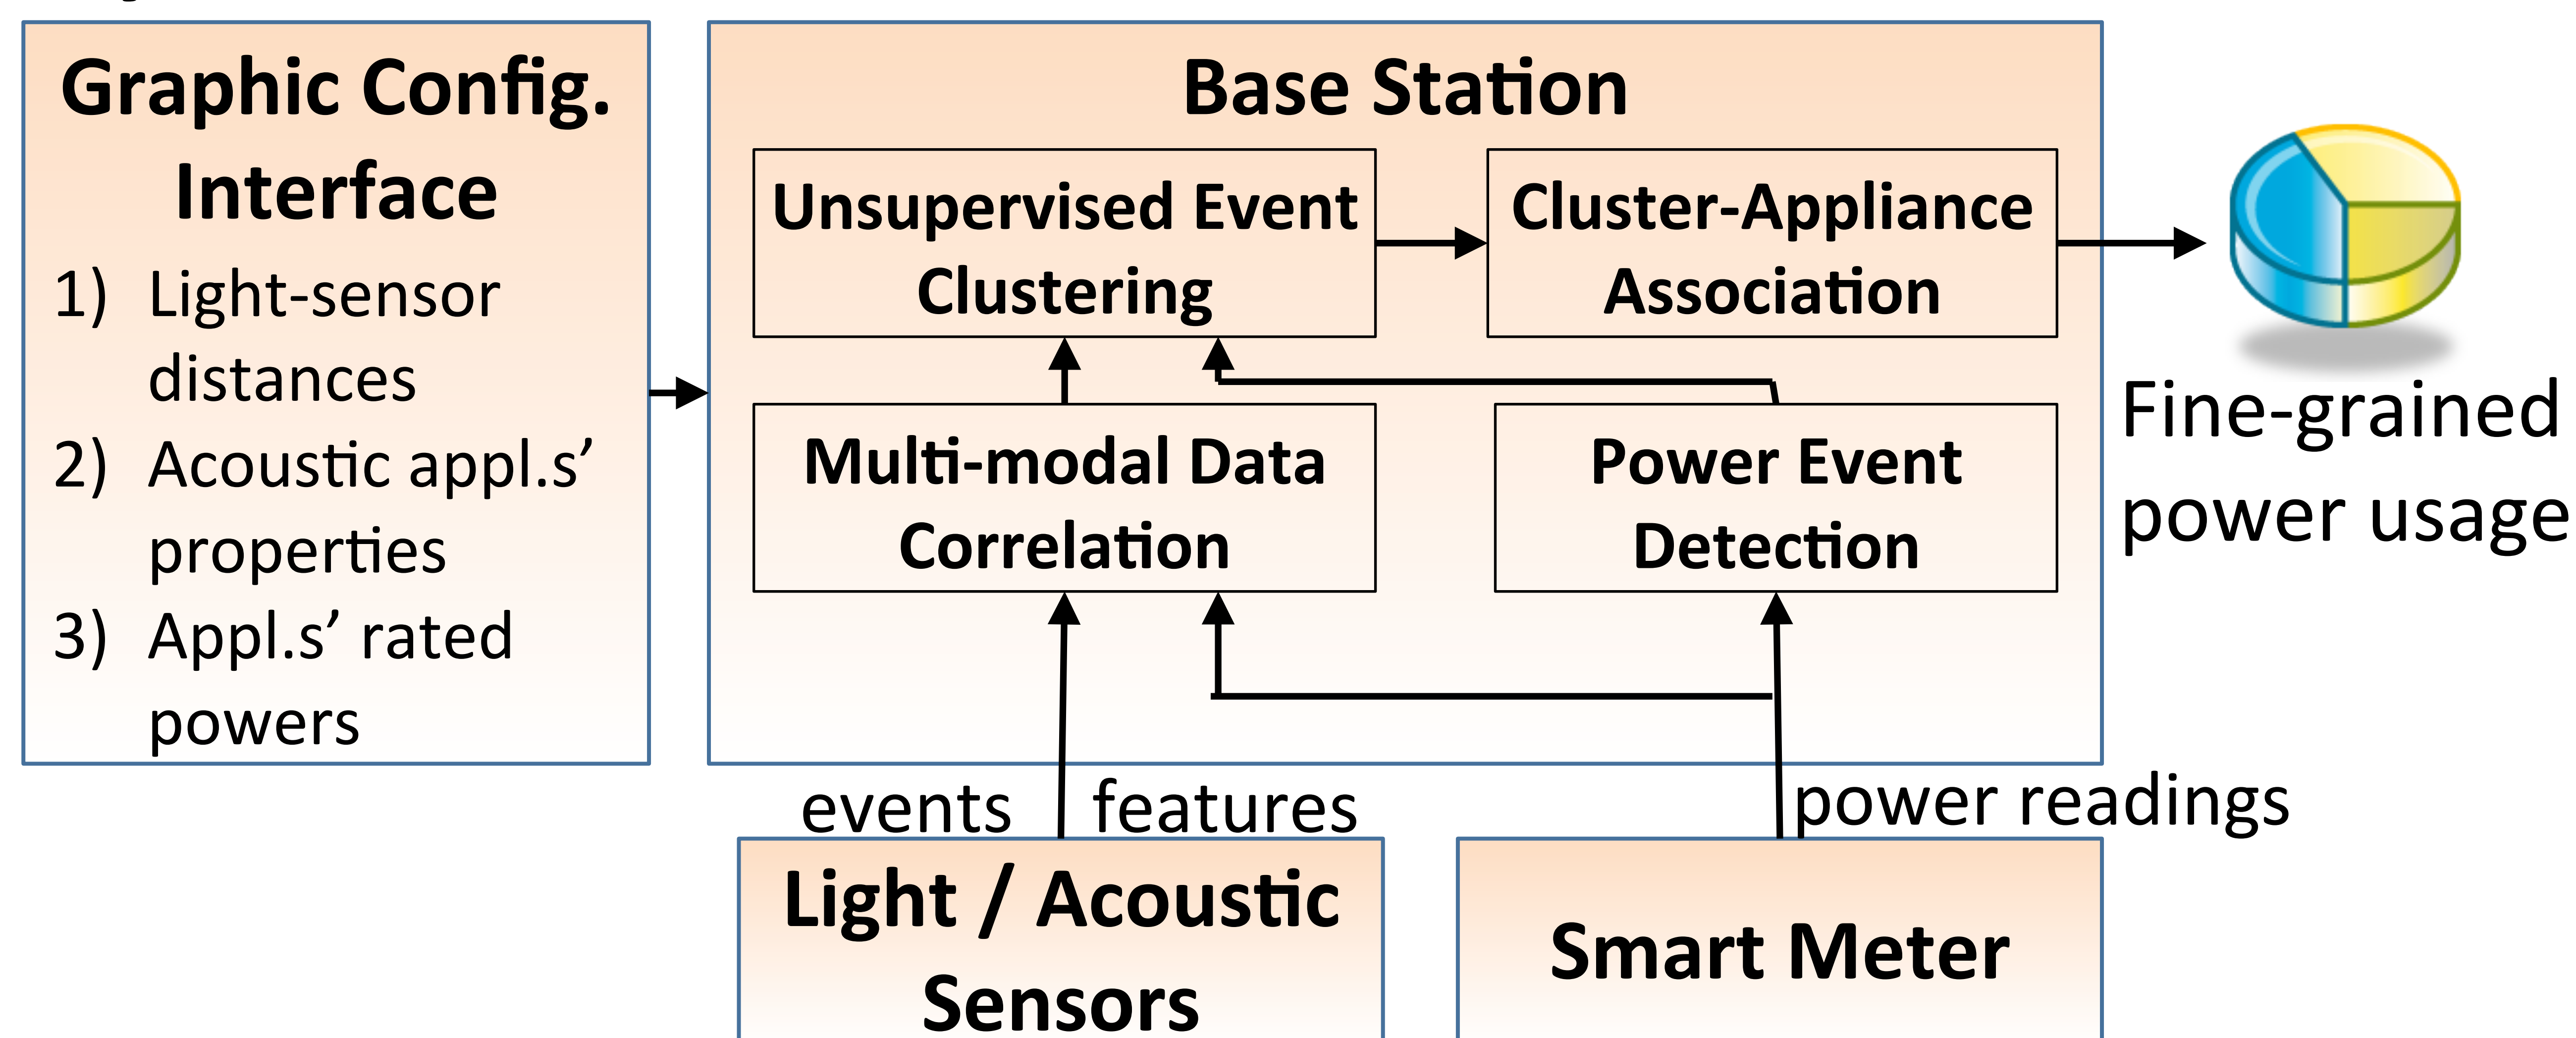 Graphic Config.
Interface
1) Light-sensor
distances
2) Acoustic appl.s’
properties
3) Appl.s’ rated
powers
Base Station
Unsupervised Event
Clustering
Cluster-Appliance
Association
Multi-modal Data
Correlation
Power Event
Detection
Fine-grained
power usage
events features
power readings
Light / Acoustic
Sensors
Smart Meter